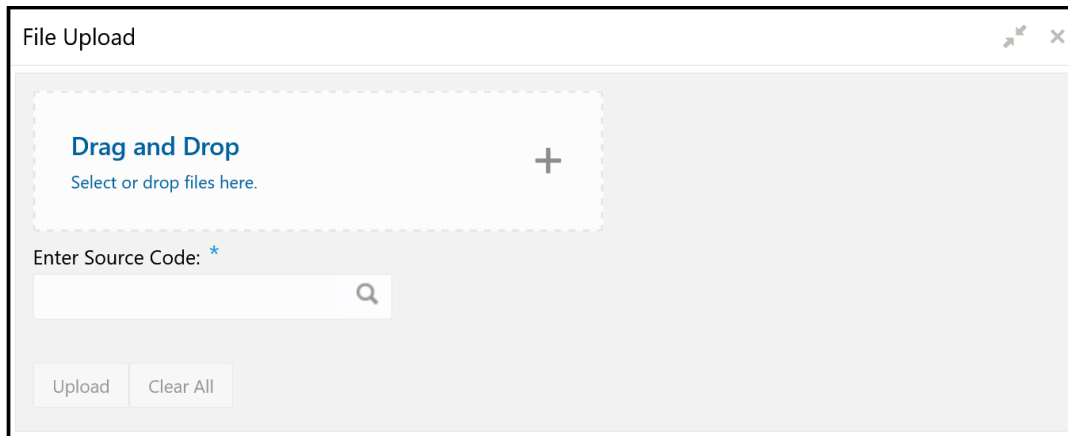 File Upload
Drag and Drop
Select or drop files here.
Enter Source Code: *
Upload
Clear All